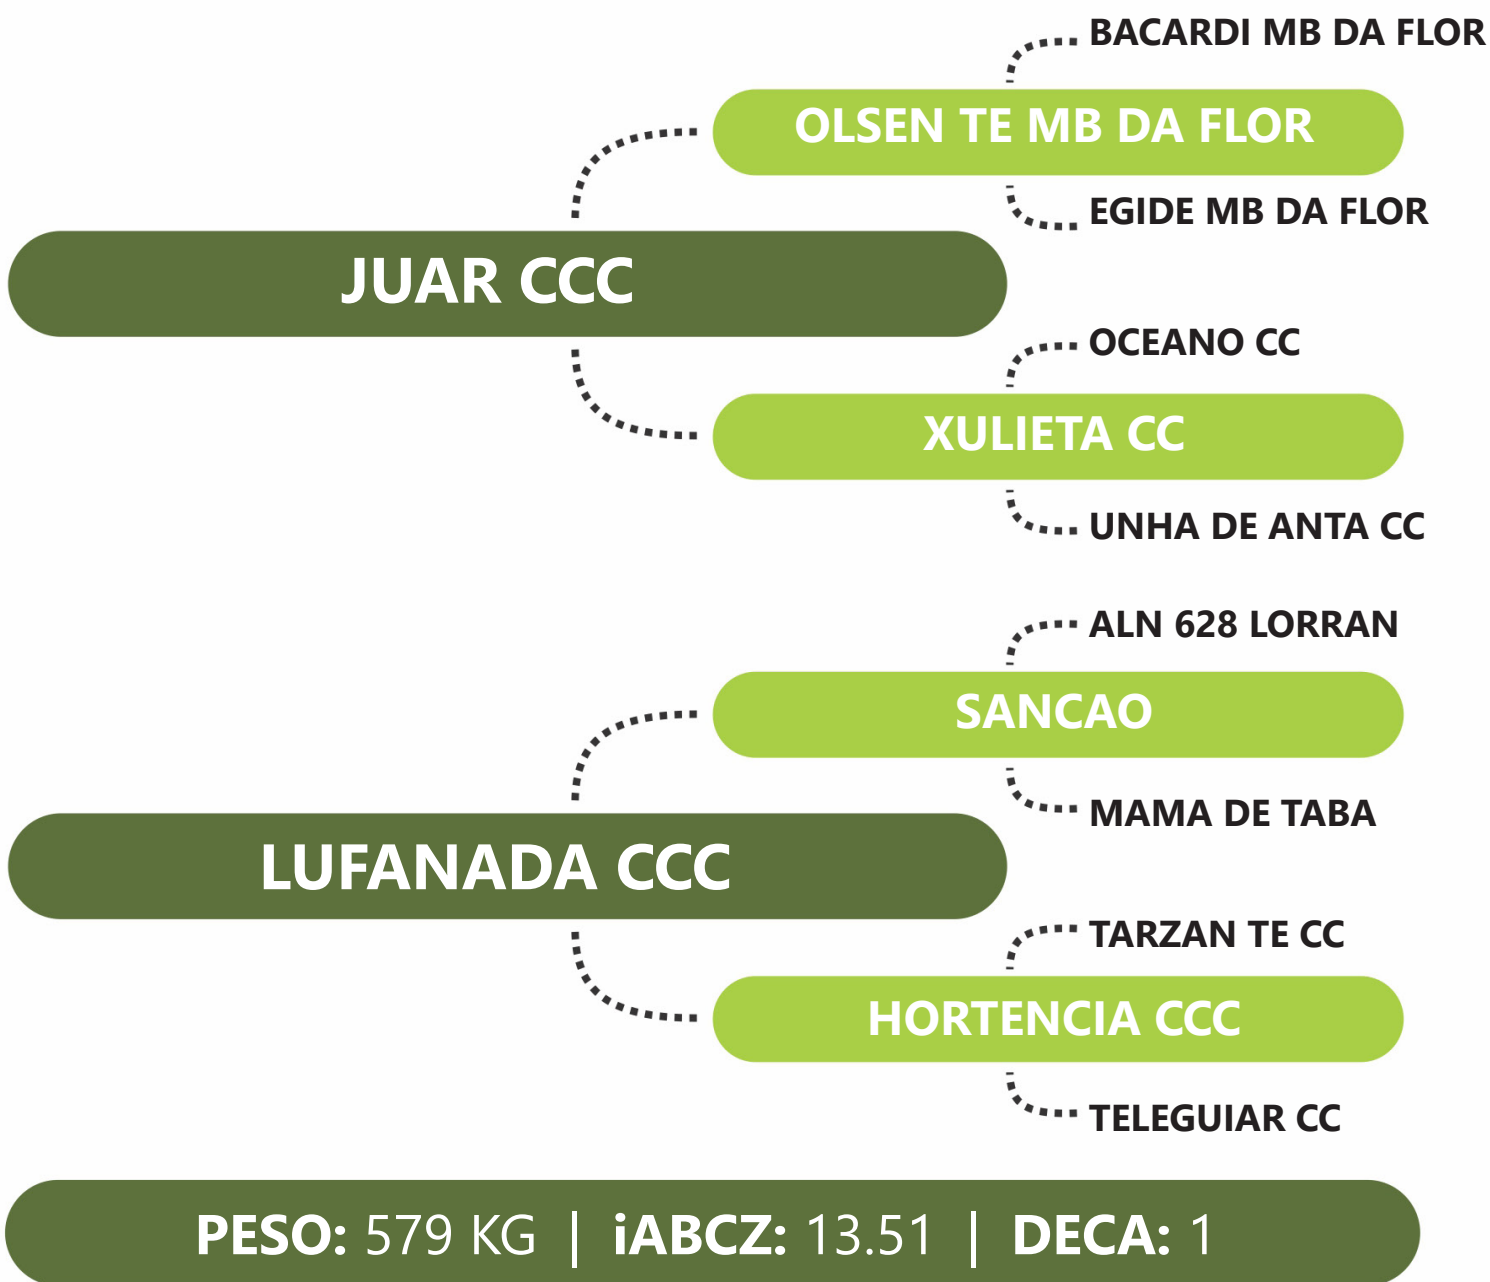 BACARDI MB DA FLOR
OLSEN TE MB DA FLOR
EGIDE MB DA FLOR
JUAR CCC
OCEANO CC
XULIETA CC
UNHA DE ANTA CC
ALN 628 LORRAN
SANCAO
MAMA DE TABA
LUFANADA CCC
TARZAN TE CC
HORTENCIA CCC
TELEGUIAR CC
PESO: 579 KG | iABCZ: 13.51 | DECA: 1